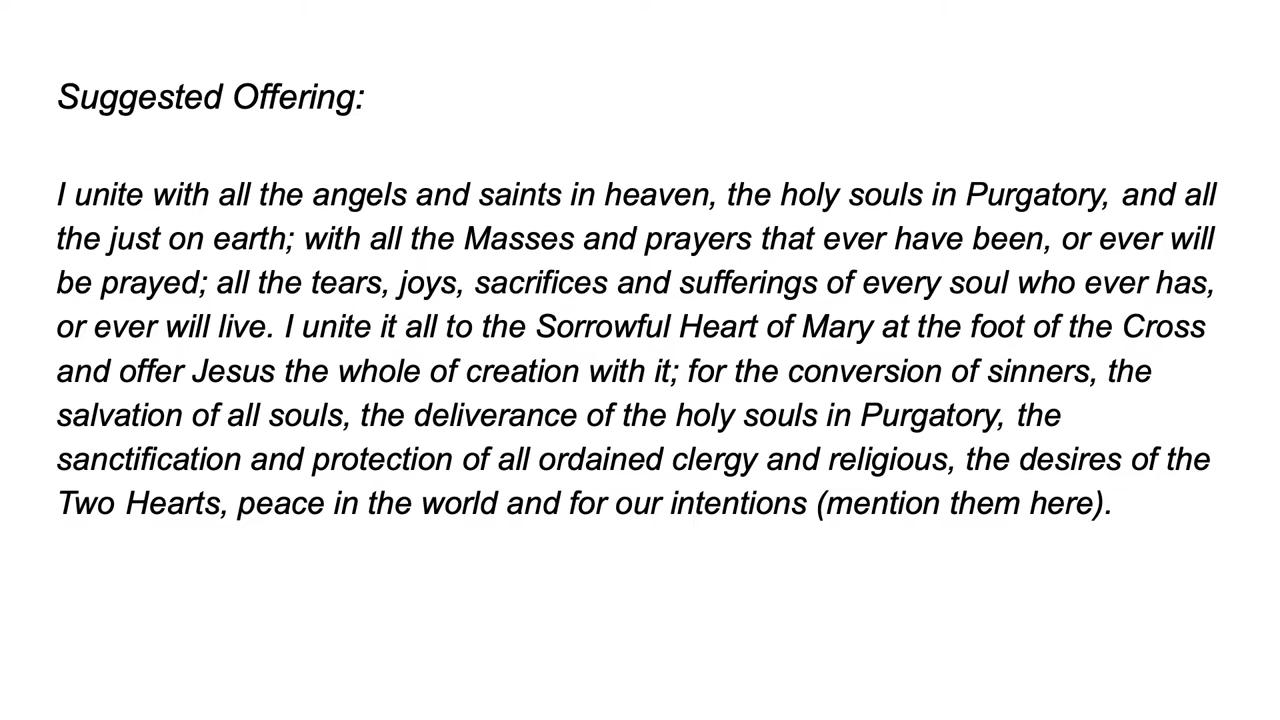 Suggested Offering:
I unite with all the angels and saints in heaven, the holy souls in Purgatory, and all
the just on earth; with all the Masses and prayers that ever have been, or ever will
be prayed; all the tears, joys, sacrifices and sufferings of every soul who ever has,
or ever will live. I unite it all to the Sorrowful Heart of Mary at the foot of the Cross
and offer Jesus the whole of creation with it; for the conversion of sinners, the
salvation of all souls, the deliverance of the holy souls in Purgatory, the
sanctification and protection of all ordained clergy and religious, the desires of the
Two Hearts, peace in the world and for our intentions (mention them here).